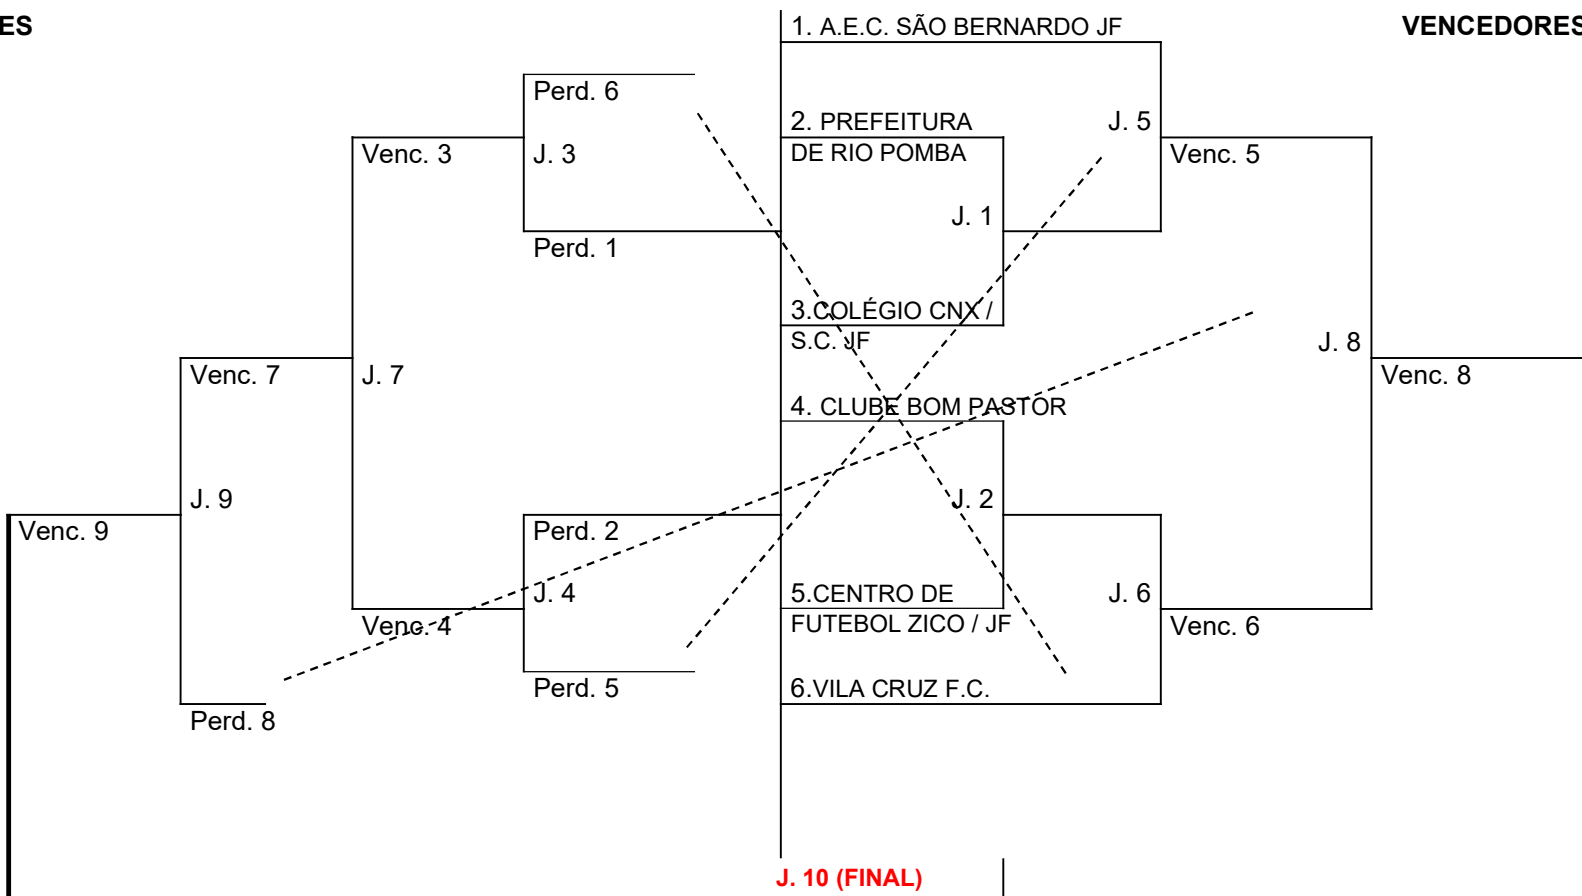 ES
VENCEDORES
1. A.E.C. SÃO BERNARDO JF
Perd. 6
2. PREFEITURA
DE RIO POMBA
J. 5
Venc. 3
J. 3
Venc. 5
J. 1
Perd. 1
3.COLÉGIO CNX /
S.C. JF
J. 8
Venc. 7
J. 7
Venc. 8
4. CLUBE BOM PASTOR
J. 9
J. 2
Venc. 9
Perd. 2
J. 4
5.CENTRO DE
FUTEBOL ZICO / JF
J. 6
Venc. 4
Venc. 6
Perd. 5
6.VILA CRUZ F.C.
Perd. 8
J. 10 (FINAL)